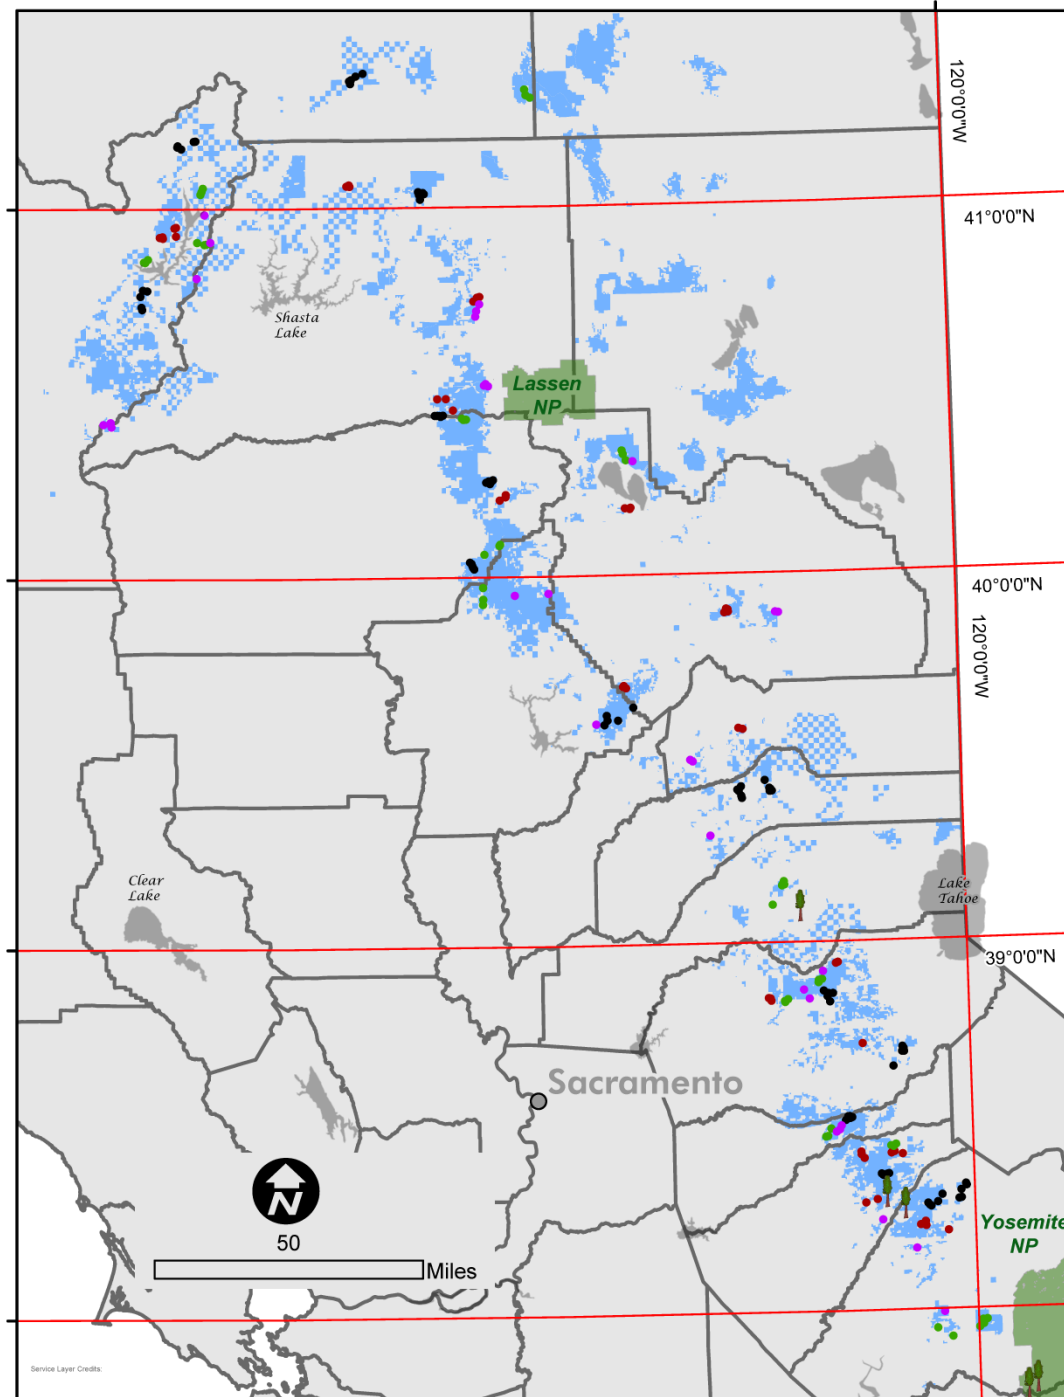 120°0'0"W
41°0'0"N
Shasta
Lake
Lassen
NP
40°0'0"N
120°0'0"W
Clear
Lake
Lake
Tahoe
39°0'0"N
Sacramento
N
50
Miles
Yosemite
NP
Service Layer Credits: